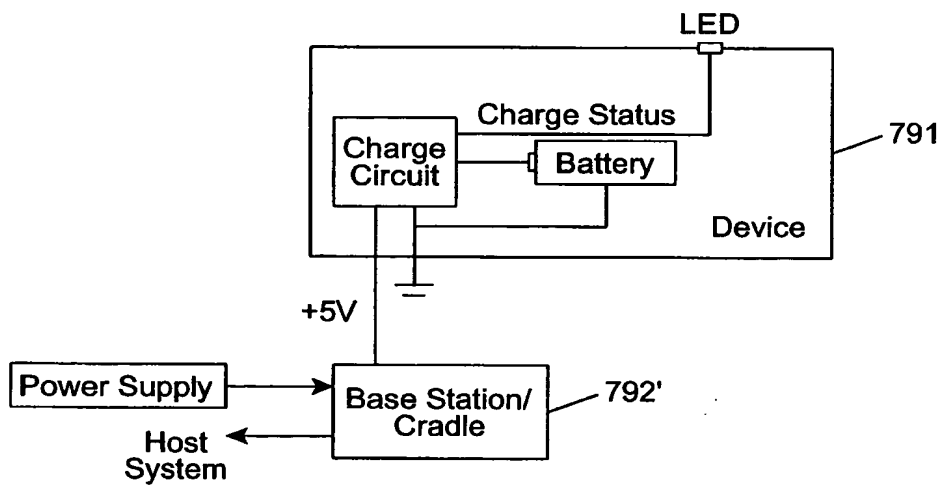 LED
Charge Status
791
Charge
Circuit
Battery
Device
+5V
Power Supply
Base Station/
Cradle
792'
Host
System